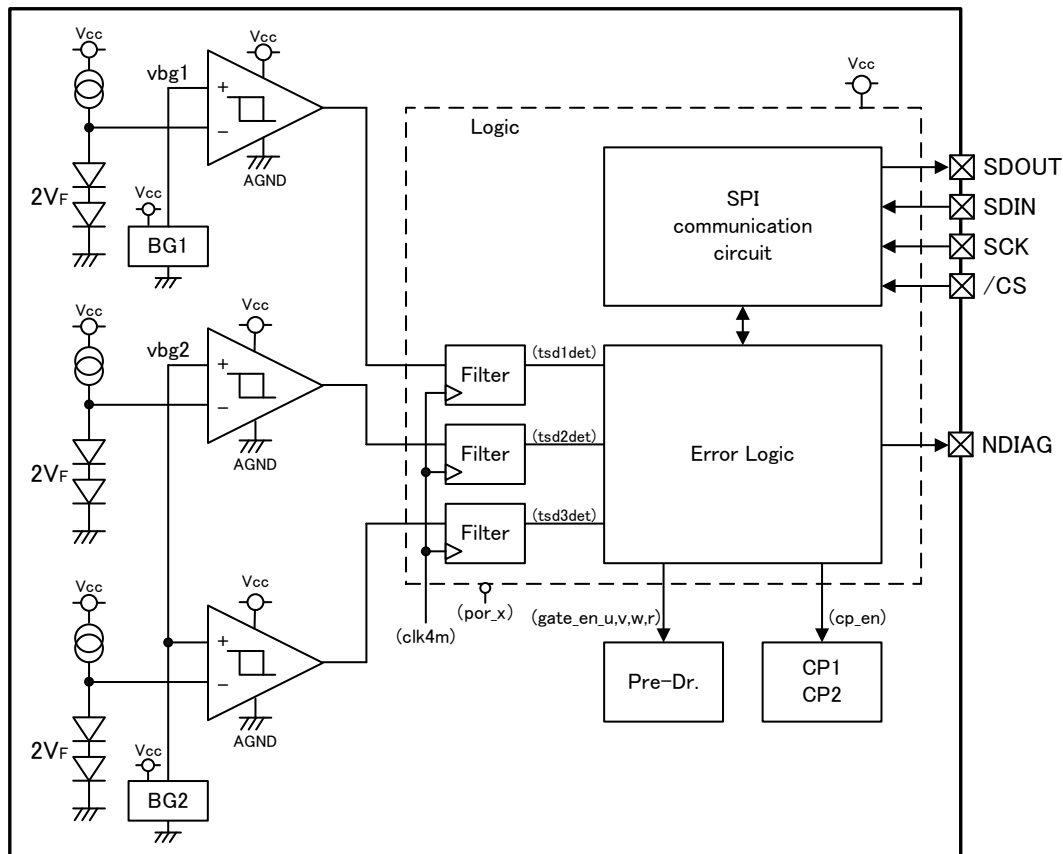 Vcc
vbg1
Vcc
+
−
AGND
2VF
Vcc
BG1
Vcc
Logic
SPI
communication
circuit
SDOUT
SDIN
SCK
/CS
Vcc
vbg2
Vcc
+
−
AGND
2VF
Filter
(tsd1det)
Filter
(tsd2det)
Filter
(tsd3det)
Error Logic
NDIAG
Vcc
Vcc
+
−
AGND
2VF
Vcc
BG2
(clk4m)
(por_x)
(gate_en_u,v,w,r)
(cp_en)
Pre-Dr.
CP1
CP2